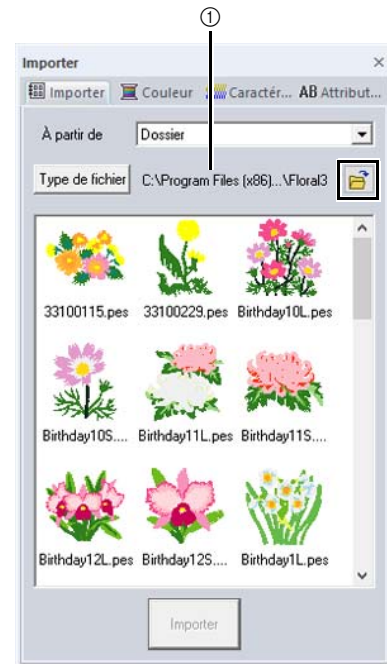 ①
Importer ×
Importer Couleur Caractér... AB Attribut...
À partir de Dossier
Type de fichier C:\Program Files (x86)...\Floral3
33100115.pes 33100229.pes Birthday10L.pes
Birthday10S.... Birthday11L.pes Birthday11S....
Birthday12L.pes Birthday12S.... Birthday1L.pes
Importer